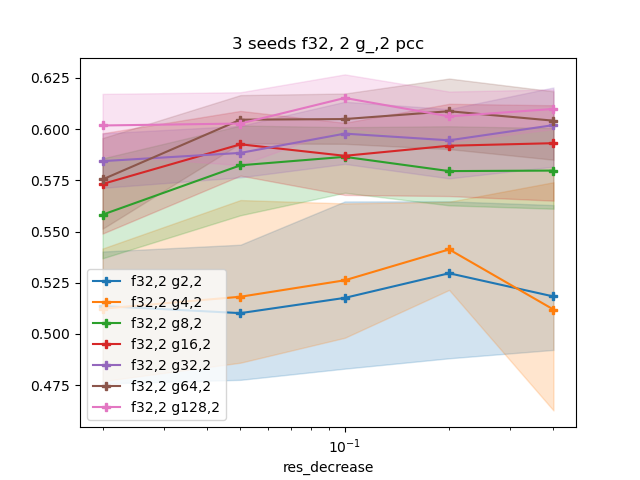 3 seeds f32, 2 g_,2 pcc
0.625
0.600
0.575
0.550
0.525
0.500
0.475
f32,2 g2,2
f32,2 g4,2
f32,2 g8,2
f32,2 g16,2
f32,2 g32,2
f32,2 g64,2
f32,2 g128,2
10⁻¹
res_decrease